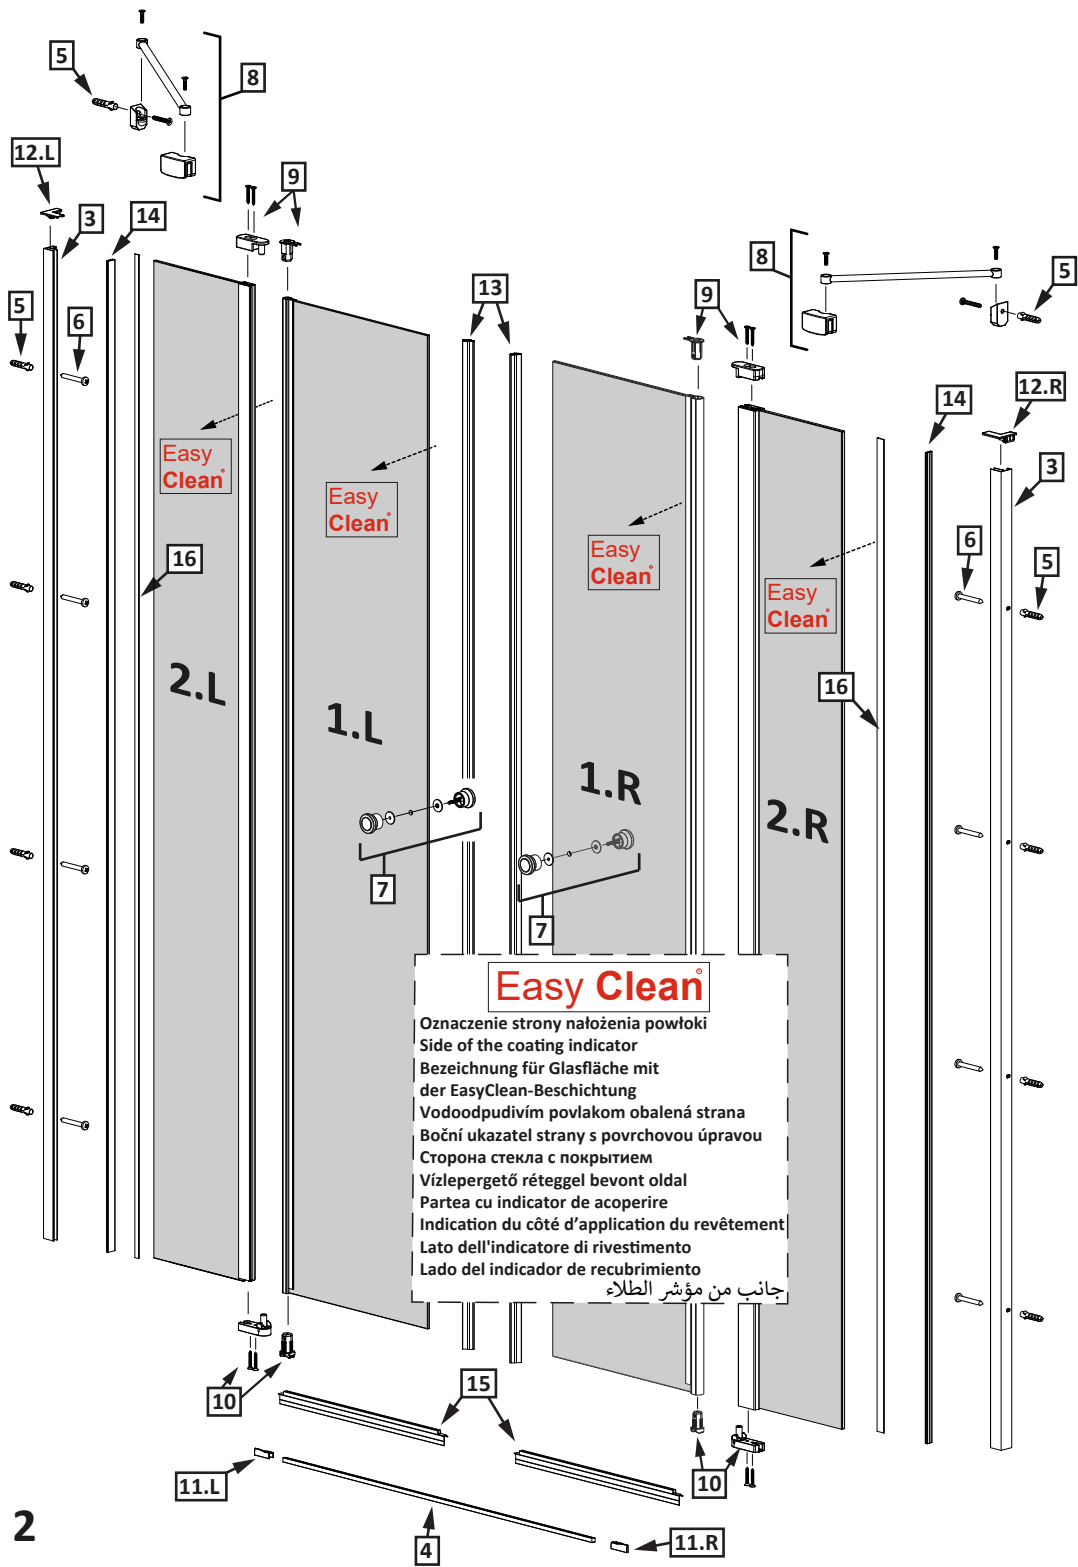 5
8
12.L
9
3
14
8
5
13
9
5
6
12.R
14
3
Easy
Clean®
Easy
Clean®
Easy
Clean®
Easy
Clean®
16
6
5
2.L
1.L
16
1.R
2.R
7
7
Easy Clean®
Oznaczenie strony nałożenia powłoki
Side of the coating indicator
Bezeichnung für Glasfläche mit
der EasyClean-Beschichtung
Vodoodpudivím povlakom obalená strana
Boční ukazatel strany s povrchovou úpravou
Сторона стекла с покрытием
Vízlepergető réteggel bevont oldal
Partea cu indicator de acoperire
Indication du côté d’application du revêtement
Lato dell'indicatore di rivestimento
Lado del indicador de recubrimiento
جانب من مؤشر الطلاء
10
15
10
11.L
4
11.R
2